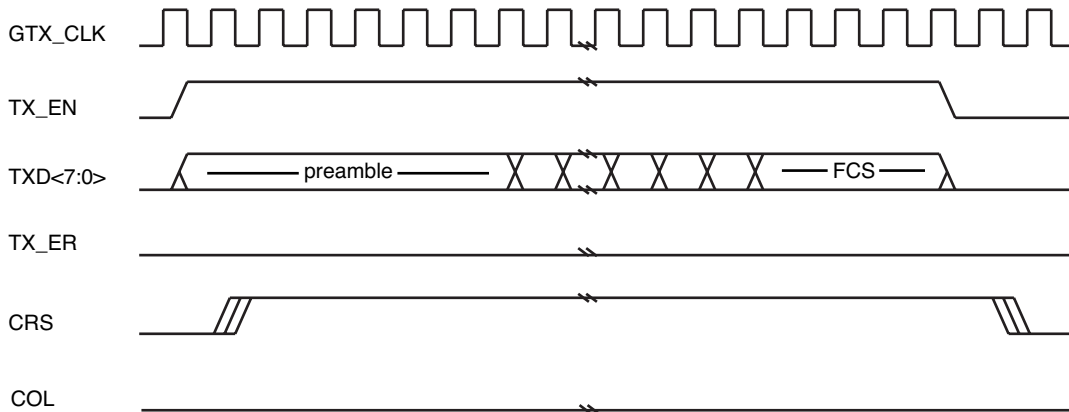 GTX_CLK
TX_EN
TXD<7:0>
preamble
FCS
TX_ER
CRS
COL